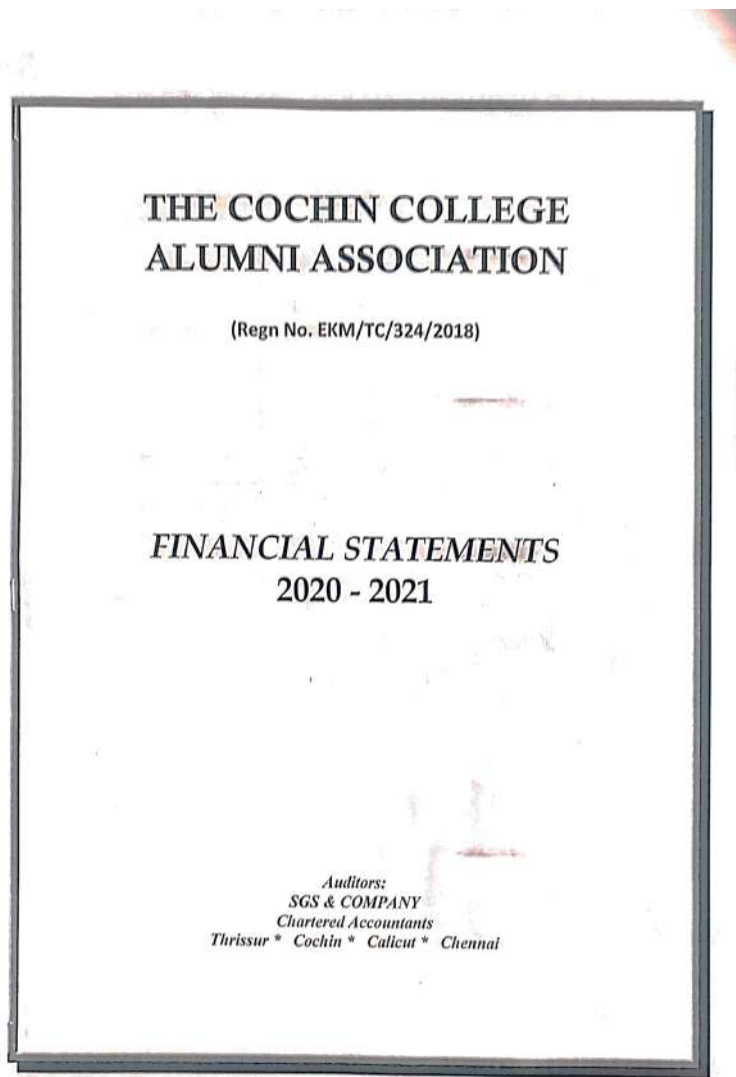 THE COCHIN COLLEGE
ALUMNI ASSOCIATION
(Regn No. EKM/TC/324/2018)
FINANCIAL STATEMENTS
2020 - 2021
Auditors:
SGS & COMPANY
Chartered Accountants
Thrissur * Cochin * Calicut * Chennai